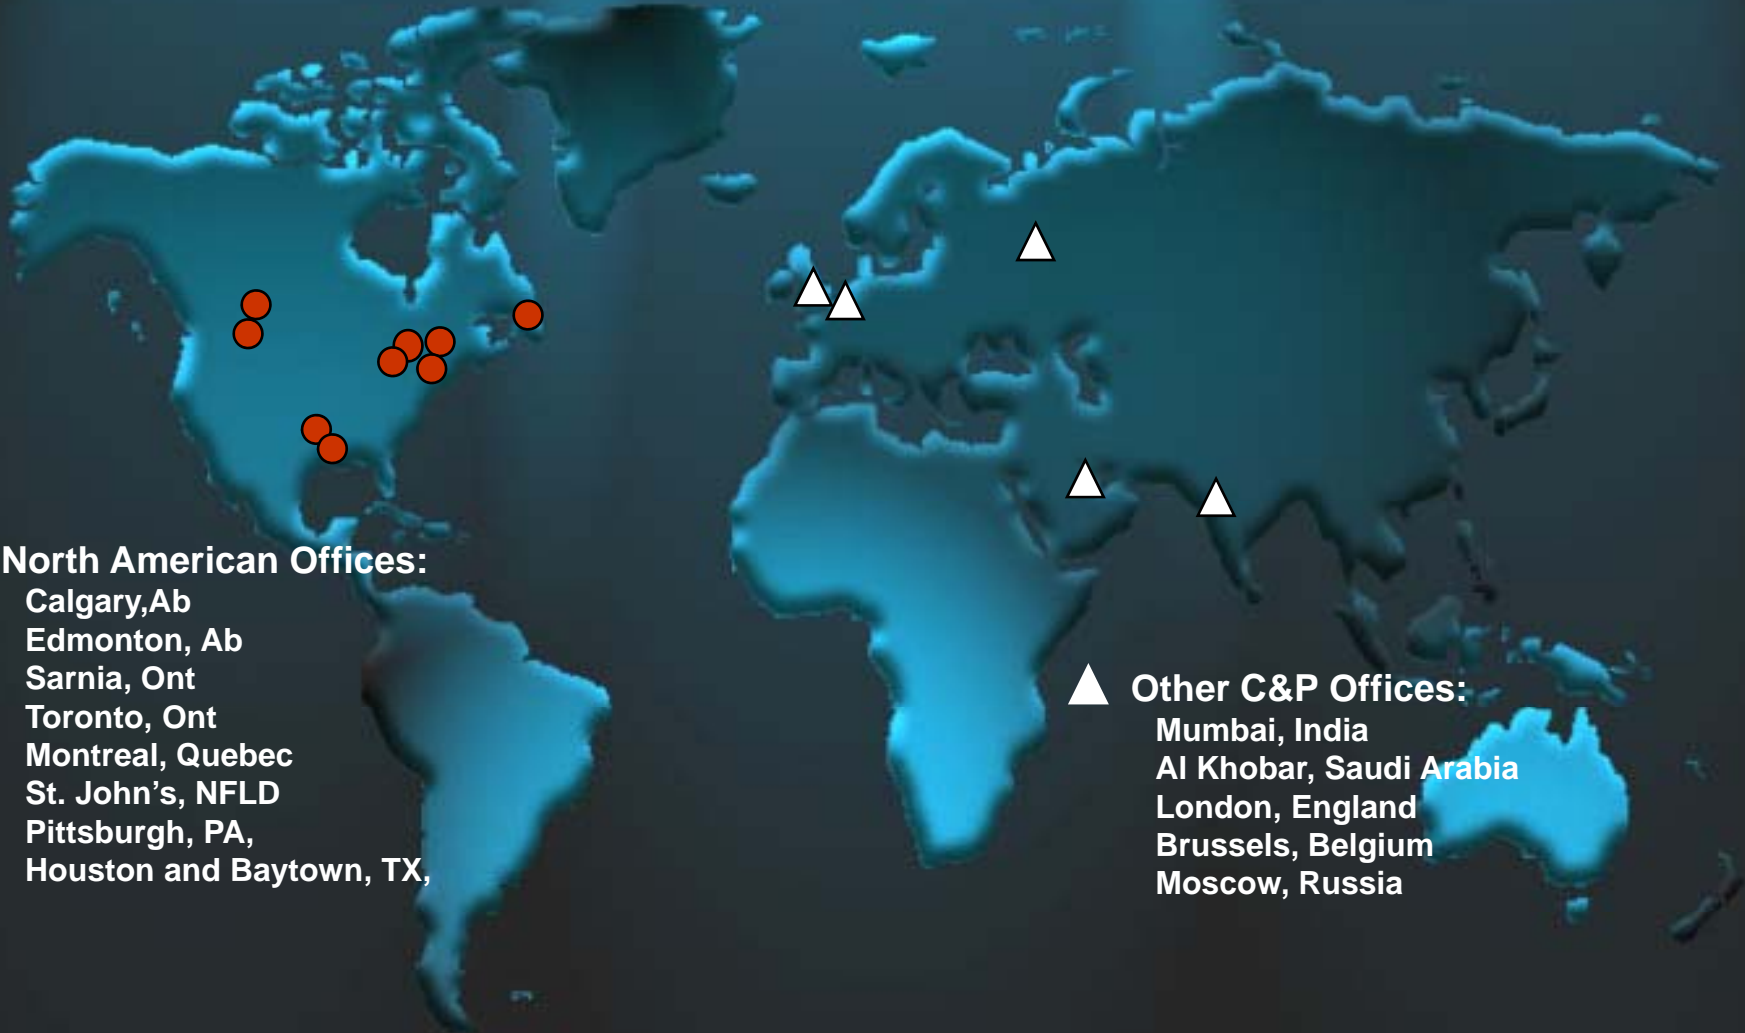 North American Offices:
Calgary,Ab
Edmonton, Ab
Sarnia, Ont
Toronto, Ont
Montreal, Quebec
St. John’s, NFLD
Pittsburgh, PA,
Houston and Baytown, TX,
Other C&P Offices:
Mumbai, India
Al Khobar, Saudi Arabia
London, England
Brussels, Belgium
Moscow, Russia